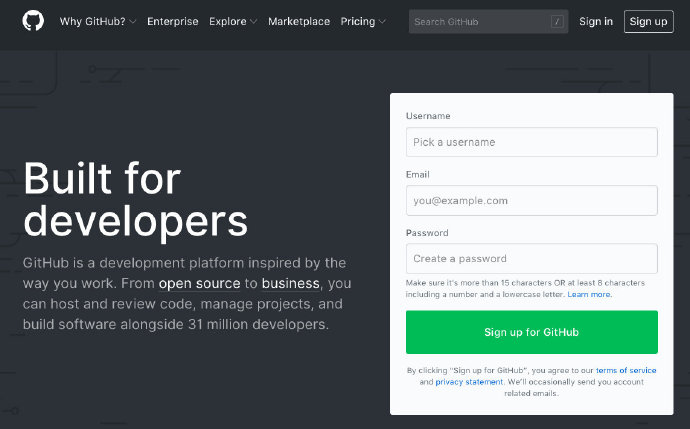 Why GitHub? Enterprise Explore Marketplace Pricing Search GitHub / Sign in Sign up
Built for
developers
GitHub is a development platform inspired by the
way you work. From open source to business, you
can host and review code, manage projects, and
build software alongside 31 million developers.
Username
Pick a username
Email
you@example.com
Password
Create a password
Make sure it's more than 15 characters OR at least 8 characters
including a number and a lowercase letter. Learn more.
Sign up for GitHub
By clicking “Sign up for GitHub”, you agree to our terms of service
and privacy statement. We'll occasionally send you account
related emails.